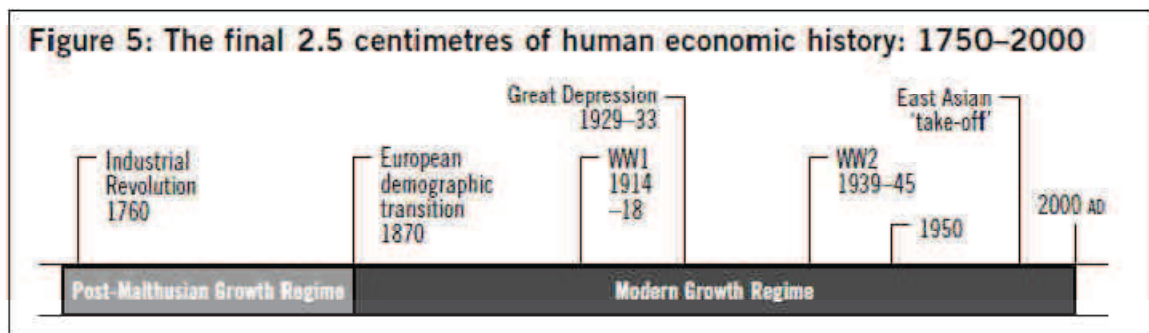 Figure 5: The final 2.5 centimetres of human economic history: 1750–2000
Great Depression
1929–33
East Asian
'take-off'
Industrial
Revolution
1760
European
demographic
transition
1870
WW1
1914
–18
WW2
1939–45
1950
2000 AD
Post-Malthusian Growth Regime
Modern Growth Regime